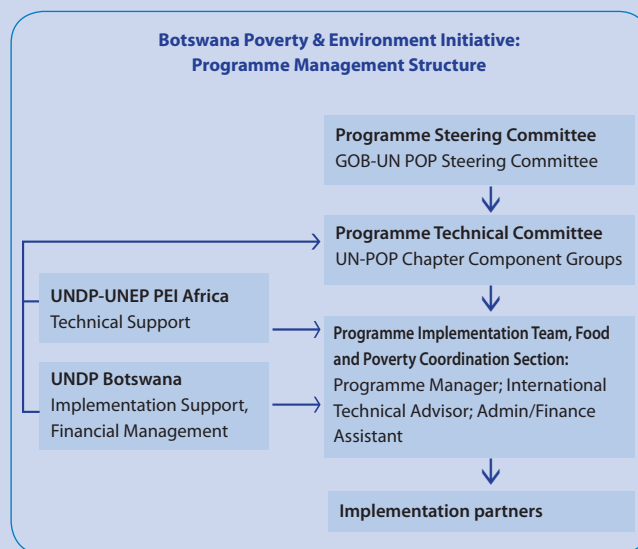 Botswana Poverty & Environment Initiative:
Programme Management Structure
Programme Steering Committee
GOB-UN POP Steering Committee
Programme Technical Committee
UN-POP Chapter Component Groups
UNDP-UNEP PEI Africa
Technical Support
Programme Implementation Team, Food
and Poverty Coordination Section:
Programme Manager; International
Technical Advisor; Admin/Finance
Assistant
UNDP Botswana
Implementation Support,
Financial Management
Implementation partners